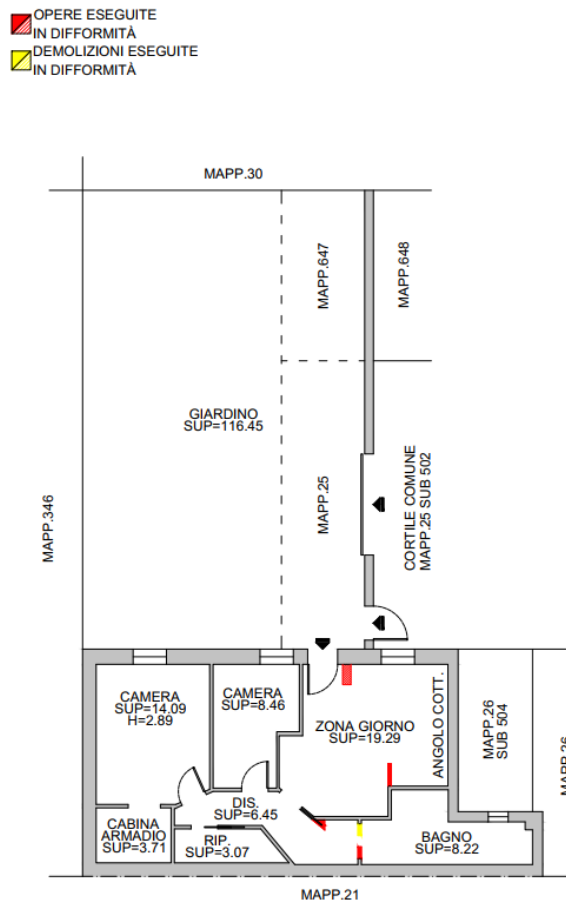 OPERE ESEGUITE
IN DIFFORMITÀ
DEMOLIZIONI ESEGUITE
IN DIFFORMITÀ
MAPP.30
MAPP.647
MAPP.648
GIARDINO
SUP=116.45
MAPP.25
CORTILE COMUNE
MAPP.25 SUB 502
MAPP.346
CAMERA
SUP=14.09
H=2.89
CAMERA
SUP=8.46
ZONA GIORNO
SUP=19.29
ANGOLO COTT.
MAPP.26
SUB 504
MAPP.26
DIS.
SUP=6.45
CABINA
ARMADIO
SUP=3.71
RIP.
SUP=3.07
BAGNO
SUP=8.22
MAPP.21